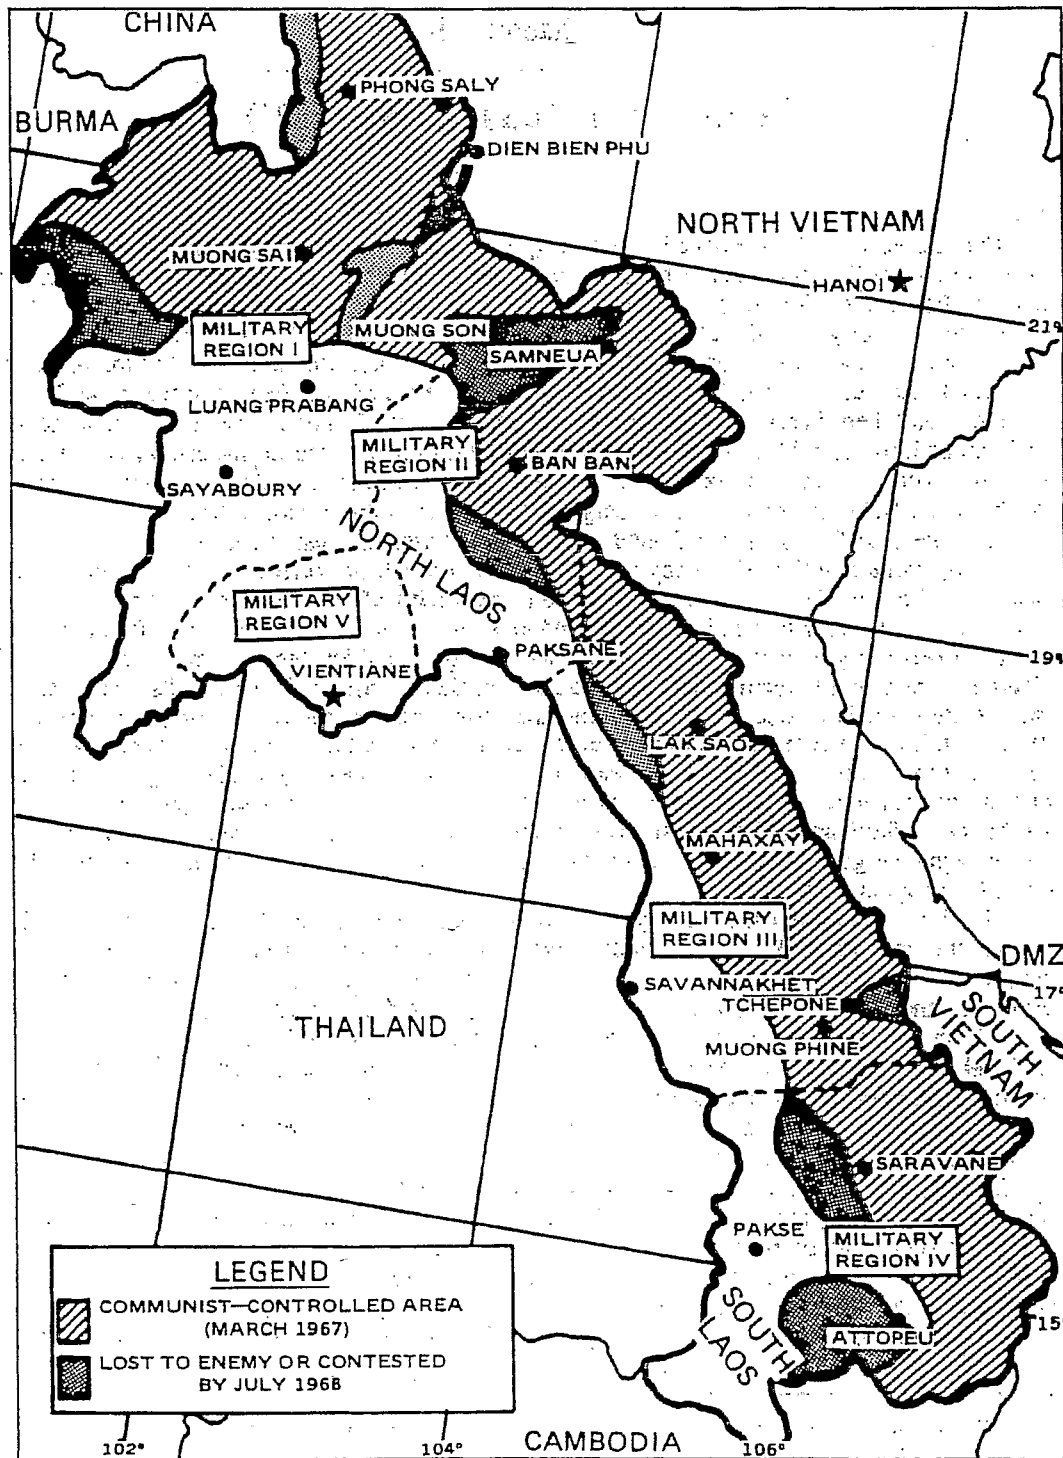 CHINA
PHONG SALY
BURMA
DIEN BIEN PHU
NORTH VIETNAM
MUONG SAI
HANOI
MILITARY
REGION I
MUONG SON
21°
SAMNEUA
LUANG PRABANG
MILITARY
REGION II
BAN BAN
SAYABOURY
NORTH LAOS
MILITARY
REGION V
PAKSANE
19°
VIENTIANE
LAK SAO
MAHAXAY
MILITARY
REGION III
DMZ
SAVANNAKHET
TCHEPONE
17°
THAILAND
MUONG PHINE
SOUTH
VIETNAM
SARAVANE
PAKSE
MILITARY
REGION IV
SOUTH
LAOS
ATTOPEU
15
LEGEND
COMMUNIST—CONTROLLED AREA
(MARCH 1967)
LOST TO ENEMY OR CONTESTED
BY JULY 1968
102°
104°
CAMBODIA
106°